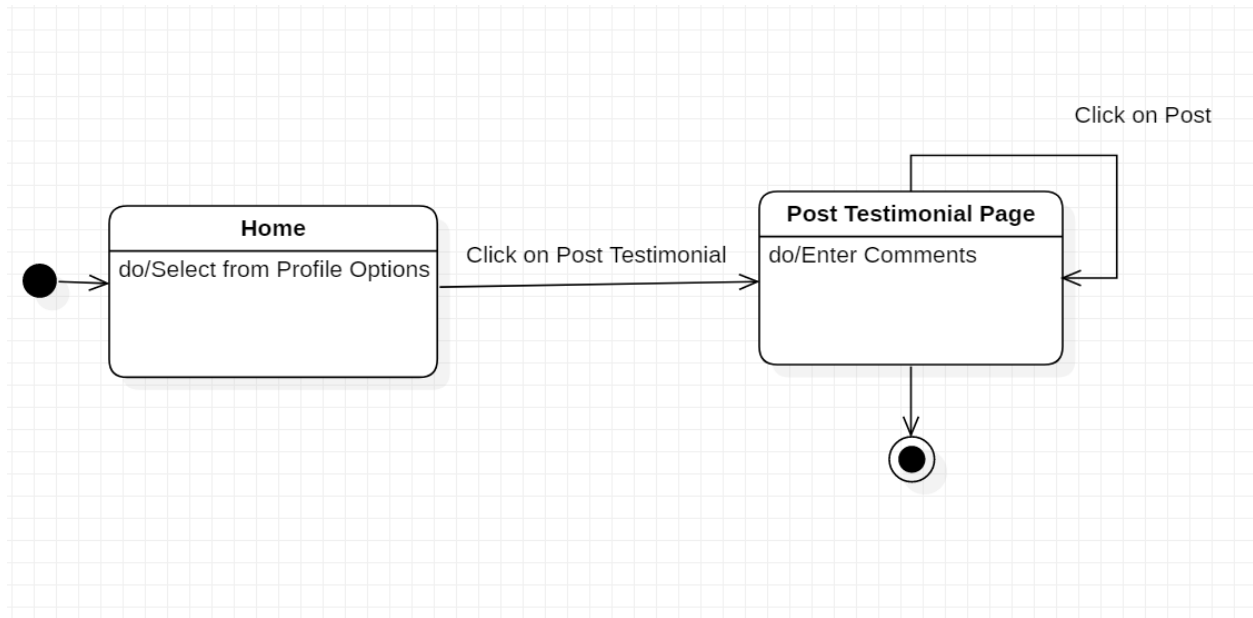 Click on Post
Home
Post Testimonial Page
do/Select from Profile Options
Click on Post Testimonial
do/Enter Comments